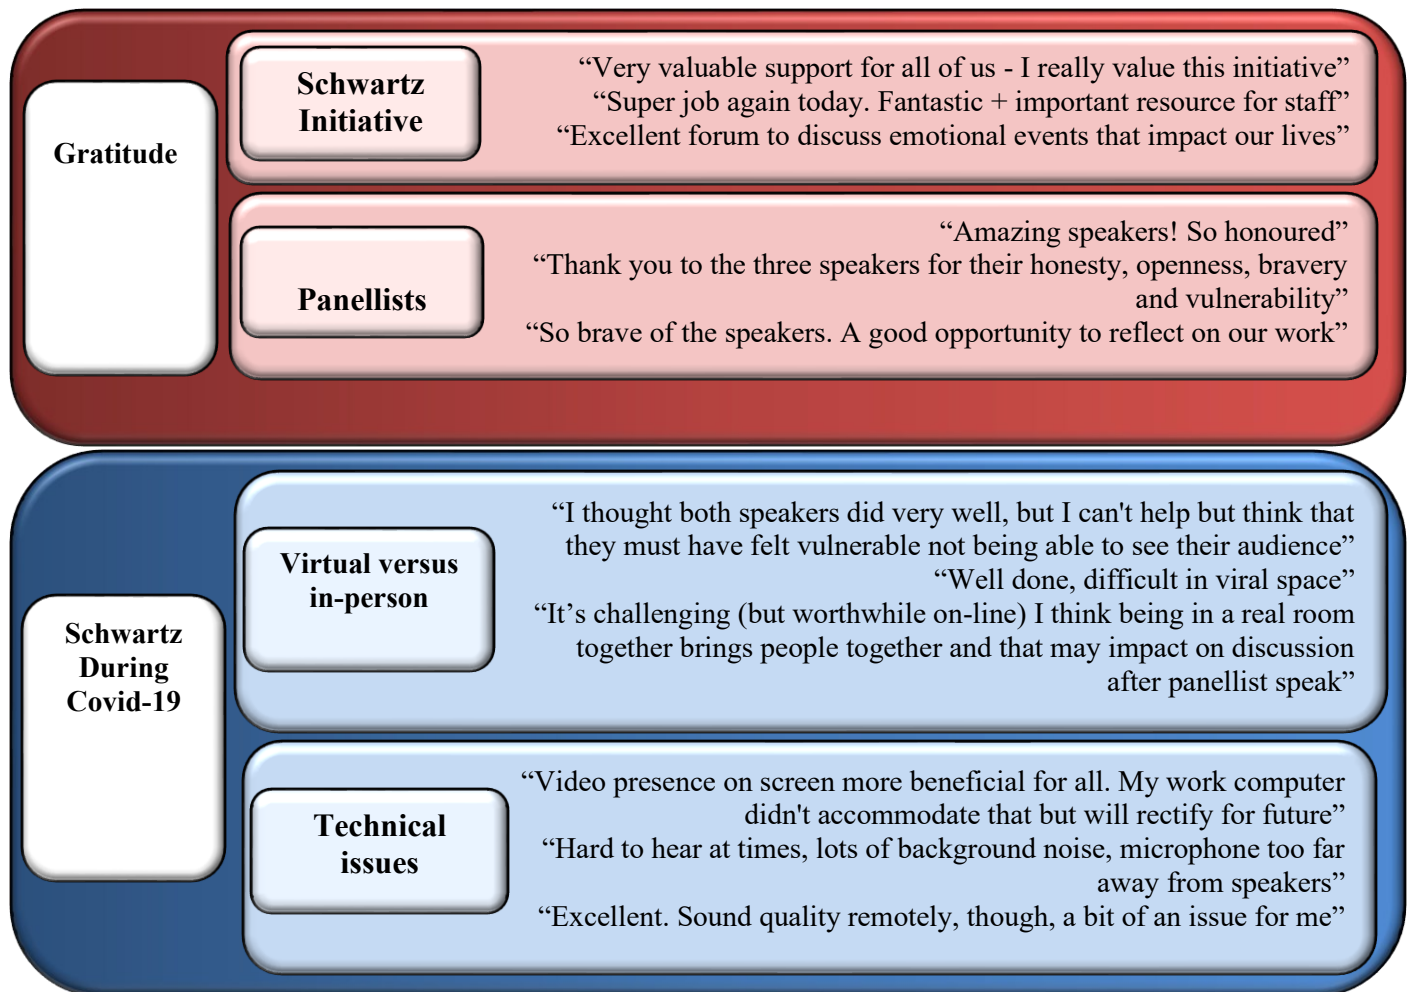 Gratitude
Schwartz
Initiative
“Very valuable support for all of us - I really value this initiative”
“Super job again today. Fantastic + important resource for staff”
“Excellent forum to discuss emotional events that impact our lives”
Panellists
“Amazing speakers! So honoured”
“Thank you to the three speakers for their honesty, openness, bravery
and vulnerability”
“So brave of the speakers. A good opportunity to reflect on our work”
Schwartz
During
Covid-19
Virtual versus
in-person
“I thought both speakers did very well, but I can't help but think that
they must have felt vulnerable not being able to see their audience”
“Well done, difficult in viral space”
“It’s challenging (but worthwhile on-line) I think being in a real room
together brings people together and that may impact on discussion
after panellist speak”
Technical
issues
“Video presence on screen more beneficial for all. My work computer
didn't accommodate that but will rectify for future”
“Hard to hear at times, lots of background noise, microphone too far
away from speakers”
“Excellent. Sound quality remotely, though, a bit of an issue for me”